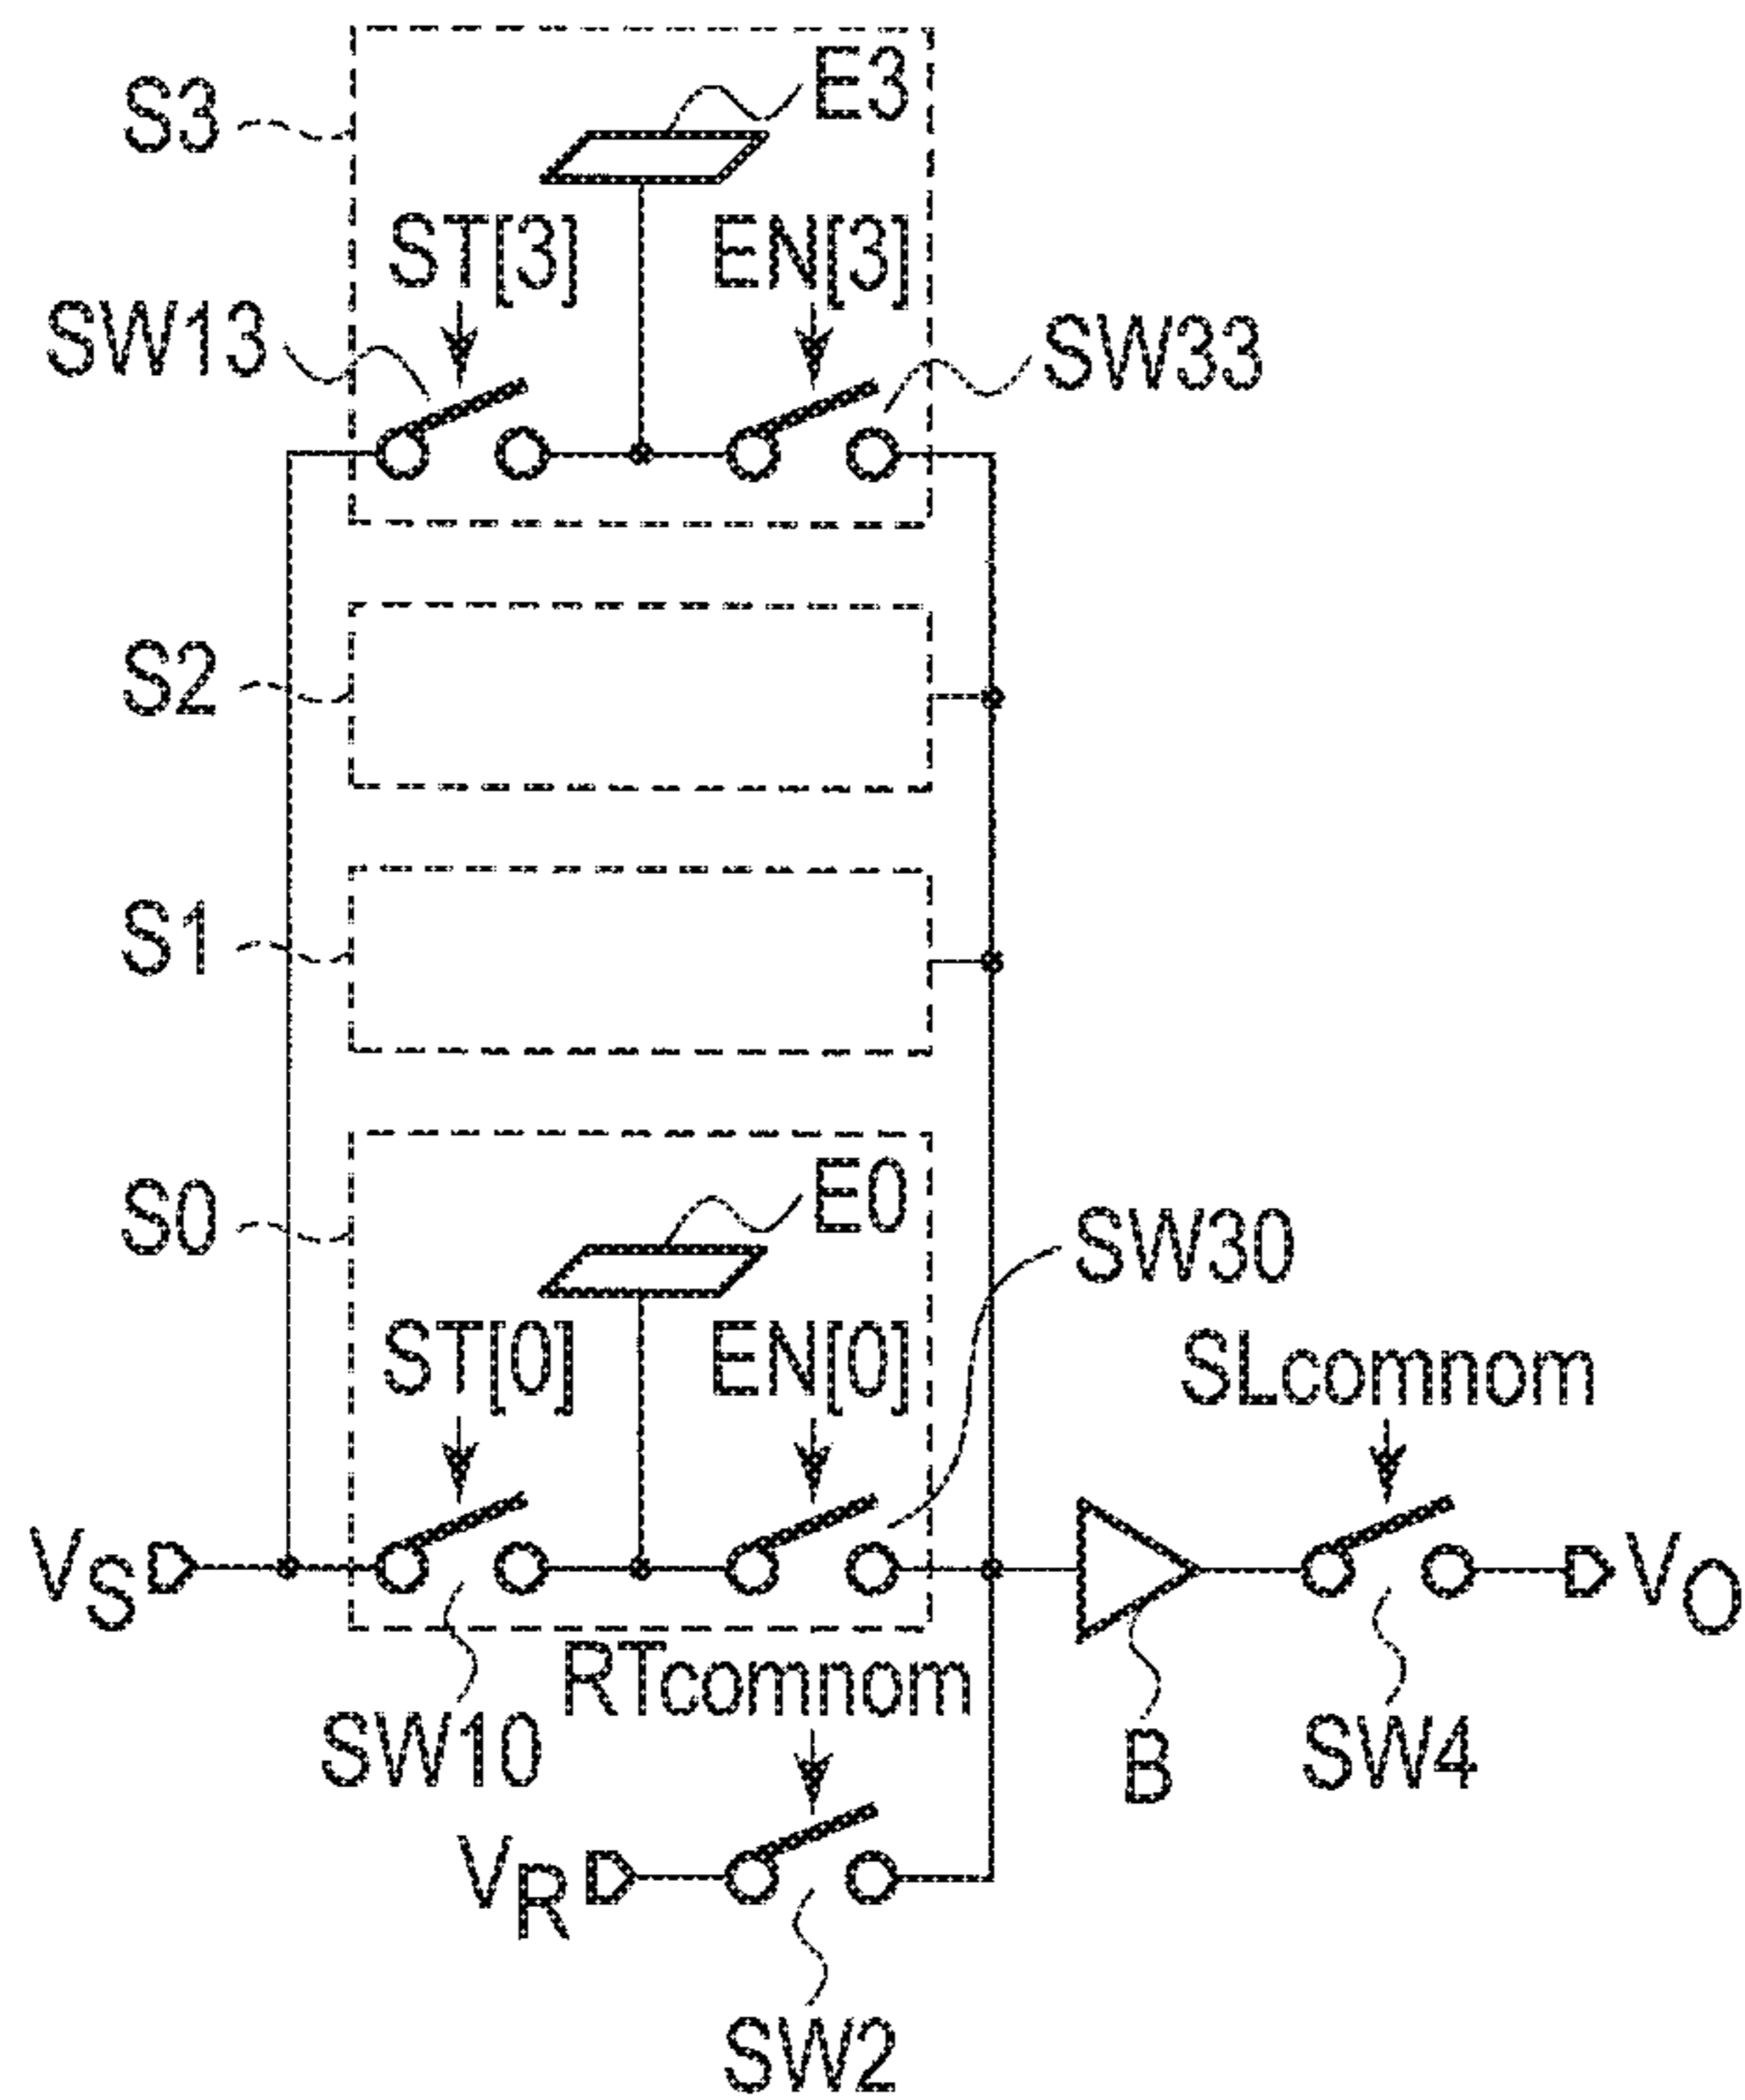 E3
S3
ST[3] EN[3]
SW13 SW33
S2
S1
E0
S0 SW30
ST[0] EN[0] SLcomnom
VS VO
RTcomnom
SW10 B SW4
VR
SW2